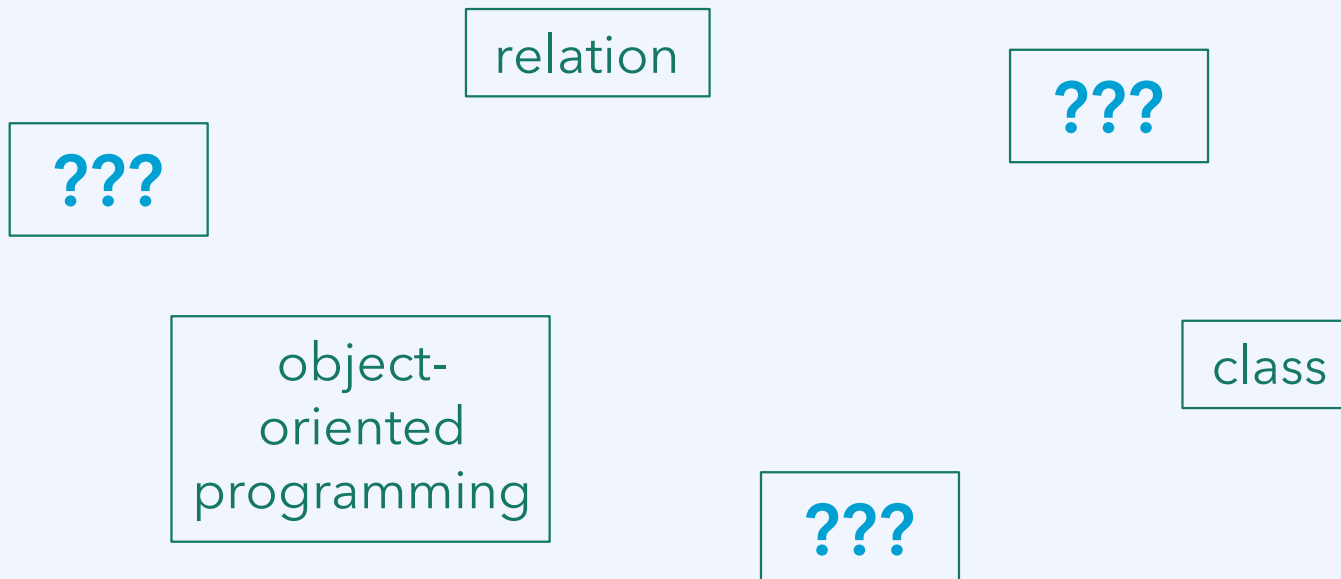 relation
???
???
object-
oriented
programming
class
???